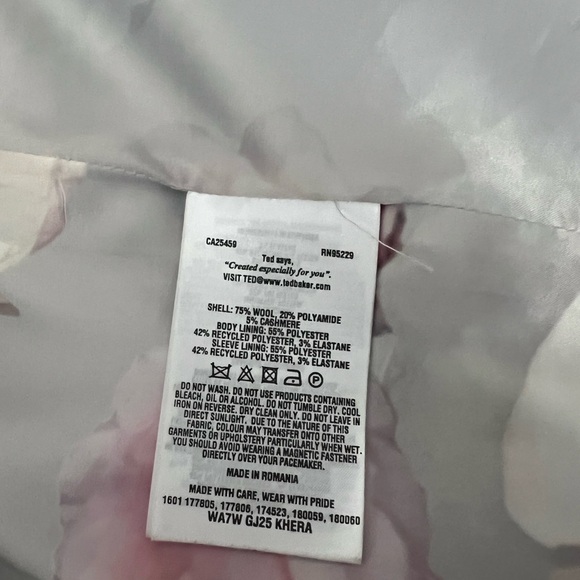 CA25459 RN95229
Ted says,
"Created especially for you".
VISIT TED@www.tedbaker.com
SHELL: 75% WOOL, 20% POLYAMIDE
5% CASHMERE
BODY LINING: 55% POLYESTER
42% RECYCLED POLYESTER, 3% ELASTANE
SLEEVE LINING: 55% POLYESTER
42% RECYCLED POLYESTER, 3% ELASTANE
P
DO NOT WASH. DO NOT USE PRODUCTS CONTAINING
BLEACH, OIL OR ALCOHOL. DO NOT TUMBLE DRY. COOL
IRON ON REVERSE. DRY CLEAN ONLY. DO NOT LEAVE IN
DIRECT SUNLIGHT. DUE TO THE NATURE OF THIS
FABRIC, COLOUR MAY TRANSFER ONTO OTHER
GARMENTS OR UPHOLSTERY PARTICULARLY WHEN WET.
YOU SHOULD AVOID WEARING A MAGNETIC FASTENER
DIRECTLY OVER YOUR PACEMAKER.
MADE IN ROMANIA
MADE WITH CARE, WEAR WITH PRIDE
1601 177805, 177806, 174523, 180059, 180060
WA7W GJ25 KHERA